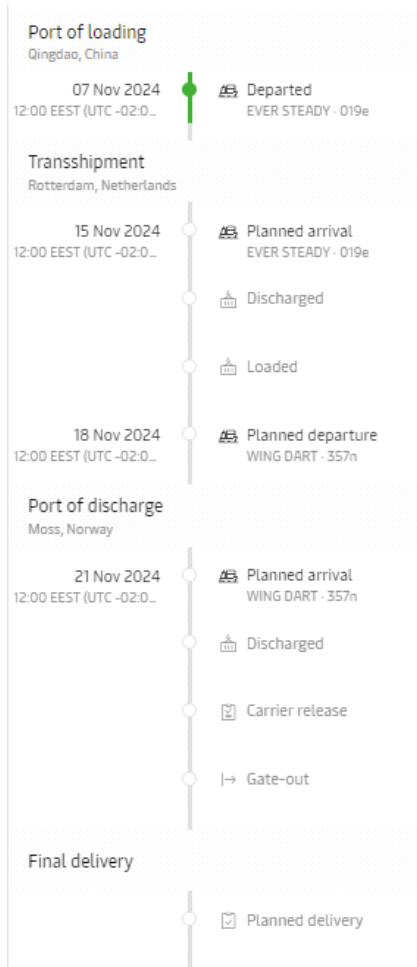 Port of loading
Qingdao, China
07 Nov 2024
Departed
12:00 EEST (UTC -02:0...
EVER STEADY · 019e
Transshipment
Rotterdam, Netherlands
15 Nov 2024
Planned arrival
12:00 EEST (UTC -02:0...
EVER STEADY · 019e
Discharged
Loaded
18 Nov 2024
Planned departure
12:00 EEST (UTC -02:0...
WING DART · 357n
Port of discharge
Moss, Norway
21 Nov 2024
Planned arrival
12:00 EEST (UTC -02:0...
WING DART · 357n
Discharged
Carrier release
Gate-out
Final delivery
Planned delivery